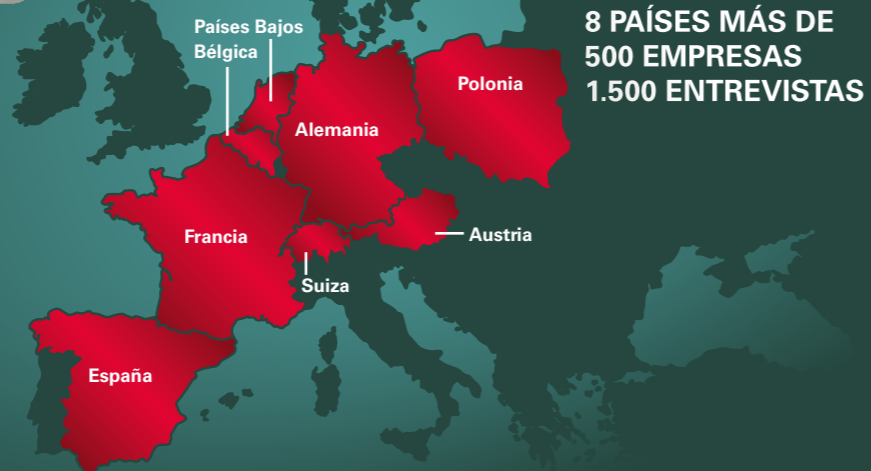 8 PAÍSES MÁS DE
500 EMPRESAS
1.500 ENTREVISTAS
Países Bajos
Bélgica
Polonia
Alemania
Francia
Austria
Suiza
España